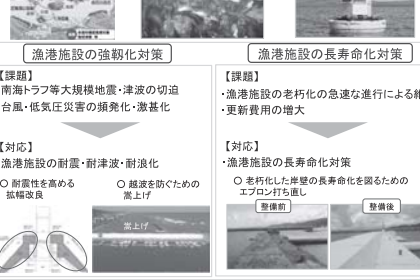 漁港施設の強靱化対策
【課題】
南海トラフ等大規模地震・津波の切迫
台風・低気圧災害の頻発化・激甚化
【対応】
漁港施設の耐震・耐津波・耐浪化
○ 耐震性を高める
拡幅改良
○ 越波を防ぐための
嵩上げ
嵩上げ
漁港施設の長寿命化対策
【課題】
・漁港施設の老朽化の急速な進行による維
・更新費用の増大
【対応】
・漁港施設の長寿命化対策
○ 老朽化した岸壁の長寿命化を図るための
エプロン打ち直し
整備前
整備後